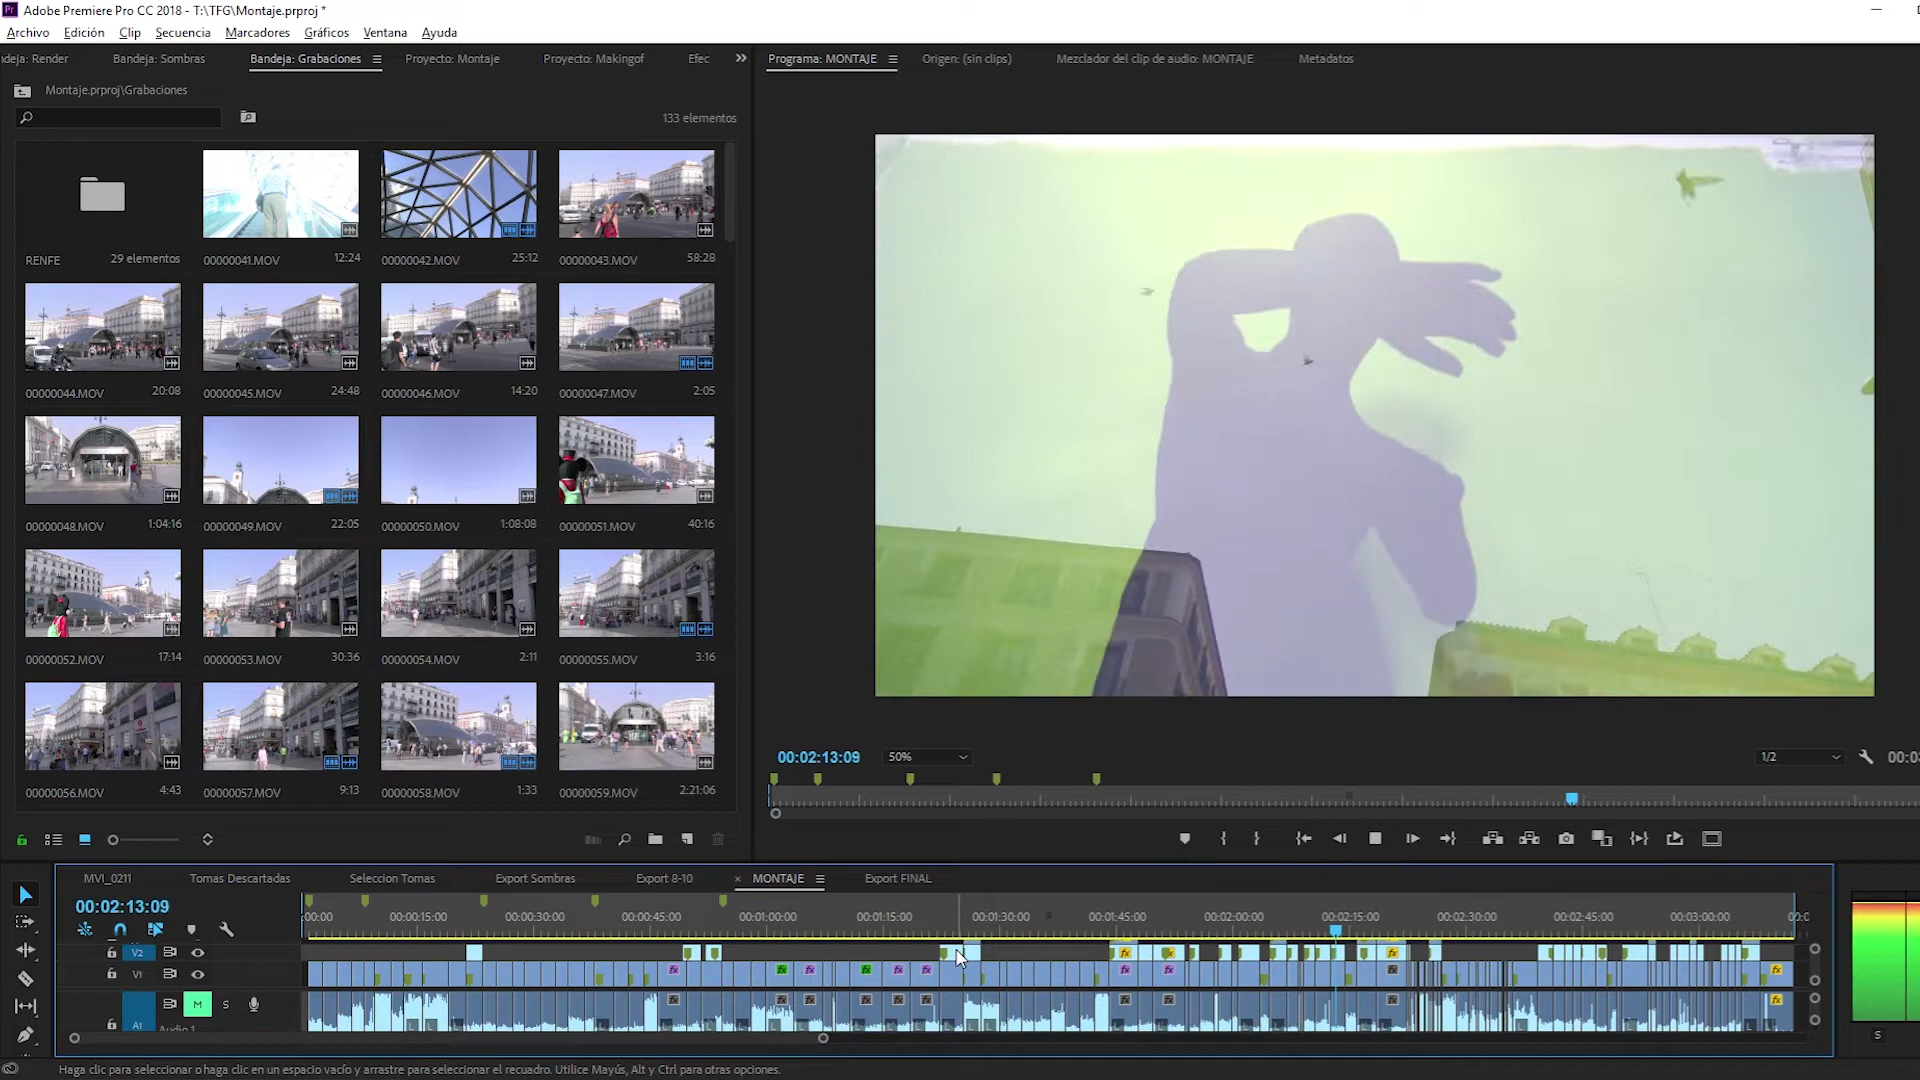 Adobe Premiere Pro CC 2018 - T:\TFG\Montaje.prproj *
Archivo Edición Clip Secuencia Marcadores Gráficos Ventana Ayuda
ndeja: Render Bandeja: Sombras Bandeja: Grabaciones Proyecto: Montaje Proyecto: Makingof Efec
Programa: MONTAJE Origen: (sin clips) Mezclador del clip de audio: MONTAJE Metadatos
Montaje.prproj\Grabaciones
133 elementos
RENFE 29 elementos 00000041.MOV 12:24 00000042.MOV 25:12 00000043.MOV 58:28
00000044.MOV 20:08 00000045.MOV 24:48 00000046.MOV 14:20 00000047.MOV 2:05
00000048.MOV 1:04:16 00000049.MOV 22:05 00000050.MOV 1:08:08 00000051.MOV 40:16
00000052.MOV 17:14 00000053.MOV 30:36 00000054.MOV 2:11 00000055.MOV 3:16
00000056.MOV 4:43 00000057.MOV 9:13 00000058.MOV 1:33 00000059.MOV 2:21:06
00:02:13:09 50% 1/2 00:03
MVI_0211 Tomas Descartadas Seleccion Tomas Export Sombras Export 8-10 × MONTAJE Export FINAL
00:02:13:09
:00:00 00:00:15:00 00:00:30:00 00:00:45:00 00:01:00:00 00:01:15:00 00:01:30:00 00:01:45:00 00:02:00:00 00:02:15:00 00:02:30:00 00:02:45:00 00:03:00:00 00:0
V2
V1
M S
A1 Audio 1
S
Haga clic para seleccionar o haga clic en un espacio vacío y arrastre para seleccionar el recuadro. Utilice Mayús, Alt y Ctrl para otras opciones.